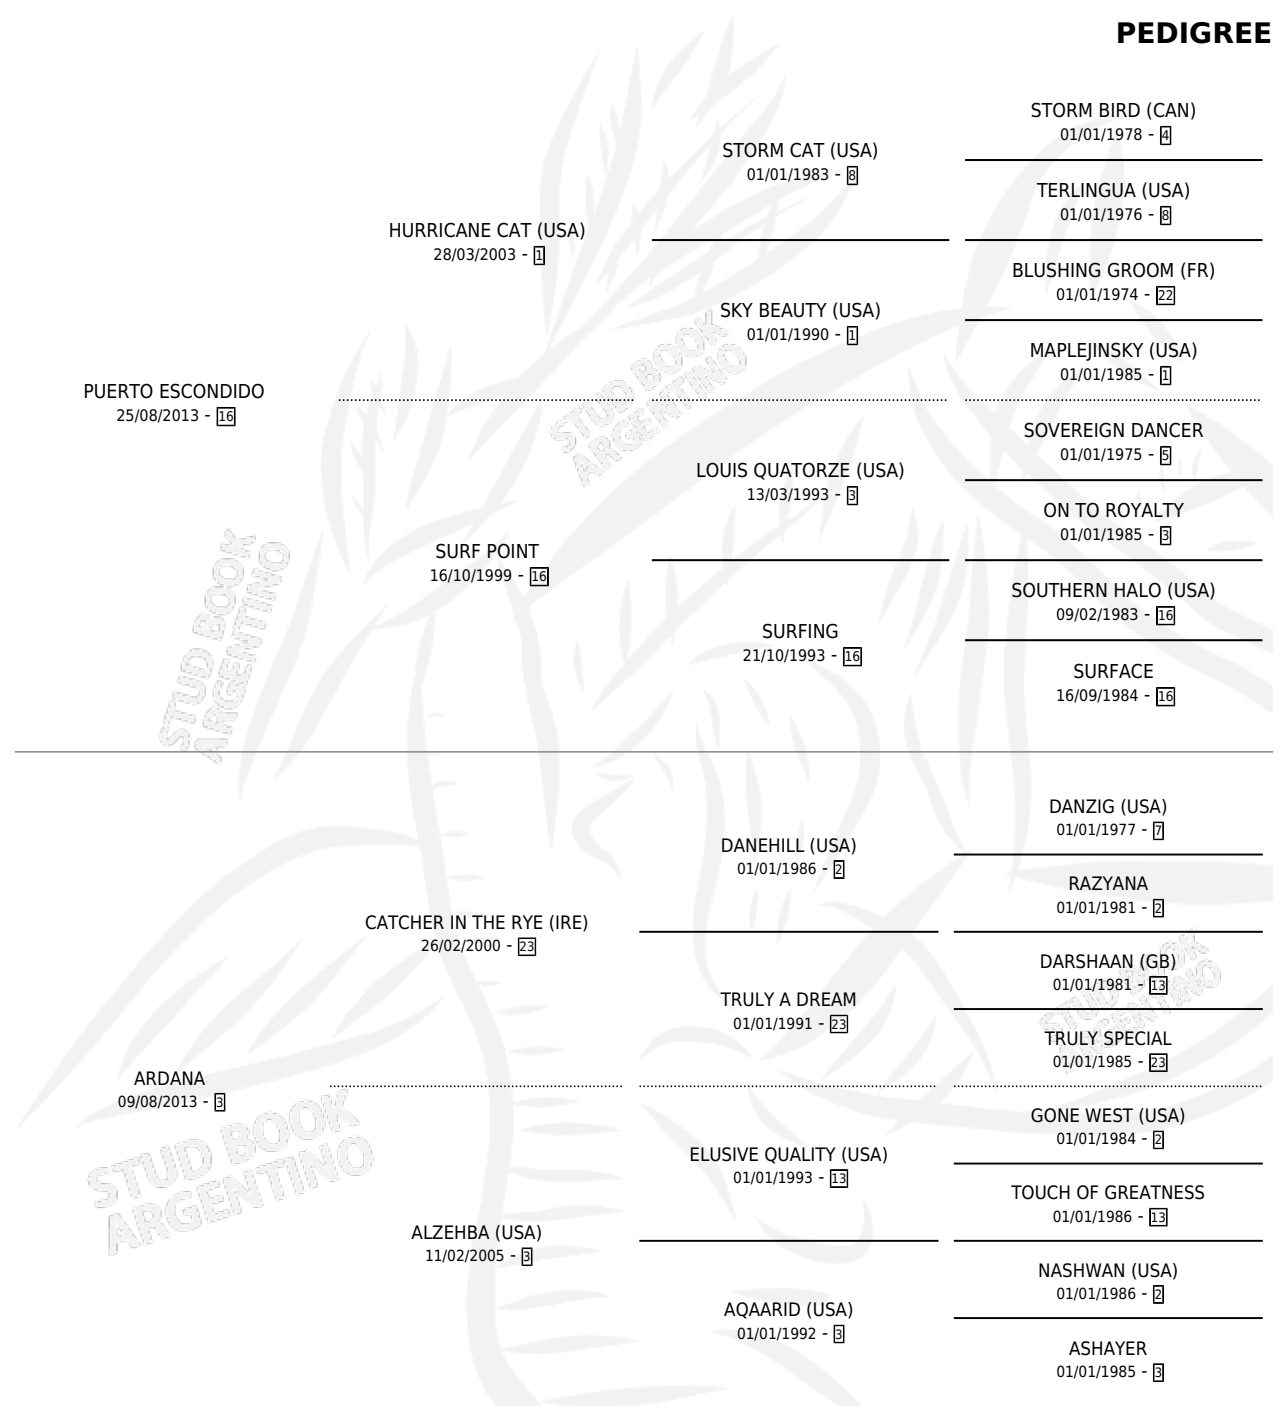 PEDIGREE
STORM BIRD (CAN)
01/01/1978 - 4
STORM CAT (USA)
01/01/1983 - 8
TERLINGUA (USA)
01/01/1976 - 8
HURRICANE CAT (USA)
28/03/2003 - 1
BLUSHING GROOM (FR)
01/01/1974 - 22
SKY BEAUTY (USA)
01/01/1990 - 1
MAPLEJINSKY (USA)
01/01/1985 - 1
PUERTO ESCONDIDO
25/08/2013 - 16
SOVEREIGN DANCER
01/01/1975 - 5
LOUIS QUATORZE (USA)
13/03/1993 - 3
ON TO ROYALTY
01/01/1985 - 3
SURF POINT
16/10/1999 - 16
SOUTHERN HALO (USA)
09/02/1983 - 16
SURFING
21/10/1993 - 16
SURFACE
16/09/1984 - 16
STUD BOOK
ARGENTINO
STUD BOOK
ARGENTINO
DANZIG (USA)
01/01/1977 - 7
DANEHILL (USA)
01/01/1986 - 2
RAZYANA
01/01/1981 - 2
CATCHER IN THE RYE (IRE)
26/02/2000 - 23
DARSHAAN (GB)
01/01/1981 - 13
TRULY A DREAM
01/01/1991 - 23
TRULY SPECIAL
01/01/1985 - 23
STUD BOOK
ARGENTINO
ARDANA
09/08/2013 - 3
GONE WEST (USA)
01/01/1984 - 2
ELUSIVE QUALITY (USA)
01/01/1993 - 13
TOUCH OF GREATNESS
01/01/1986 - 13
ALZEHBA (USA)
11/02/2005 - 3
NASHWAN (USA)
01/01/1986 - 2
AQAARID (USA)
01/01/1992 - 3
ASHAYER
01/01/1985 - 3
STUD BOOK
ARGENTINO